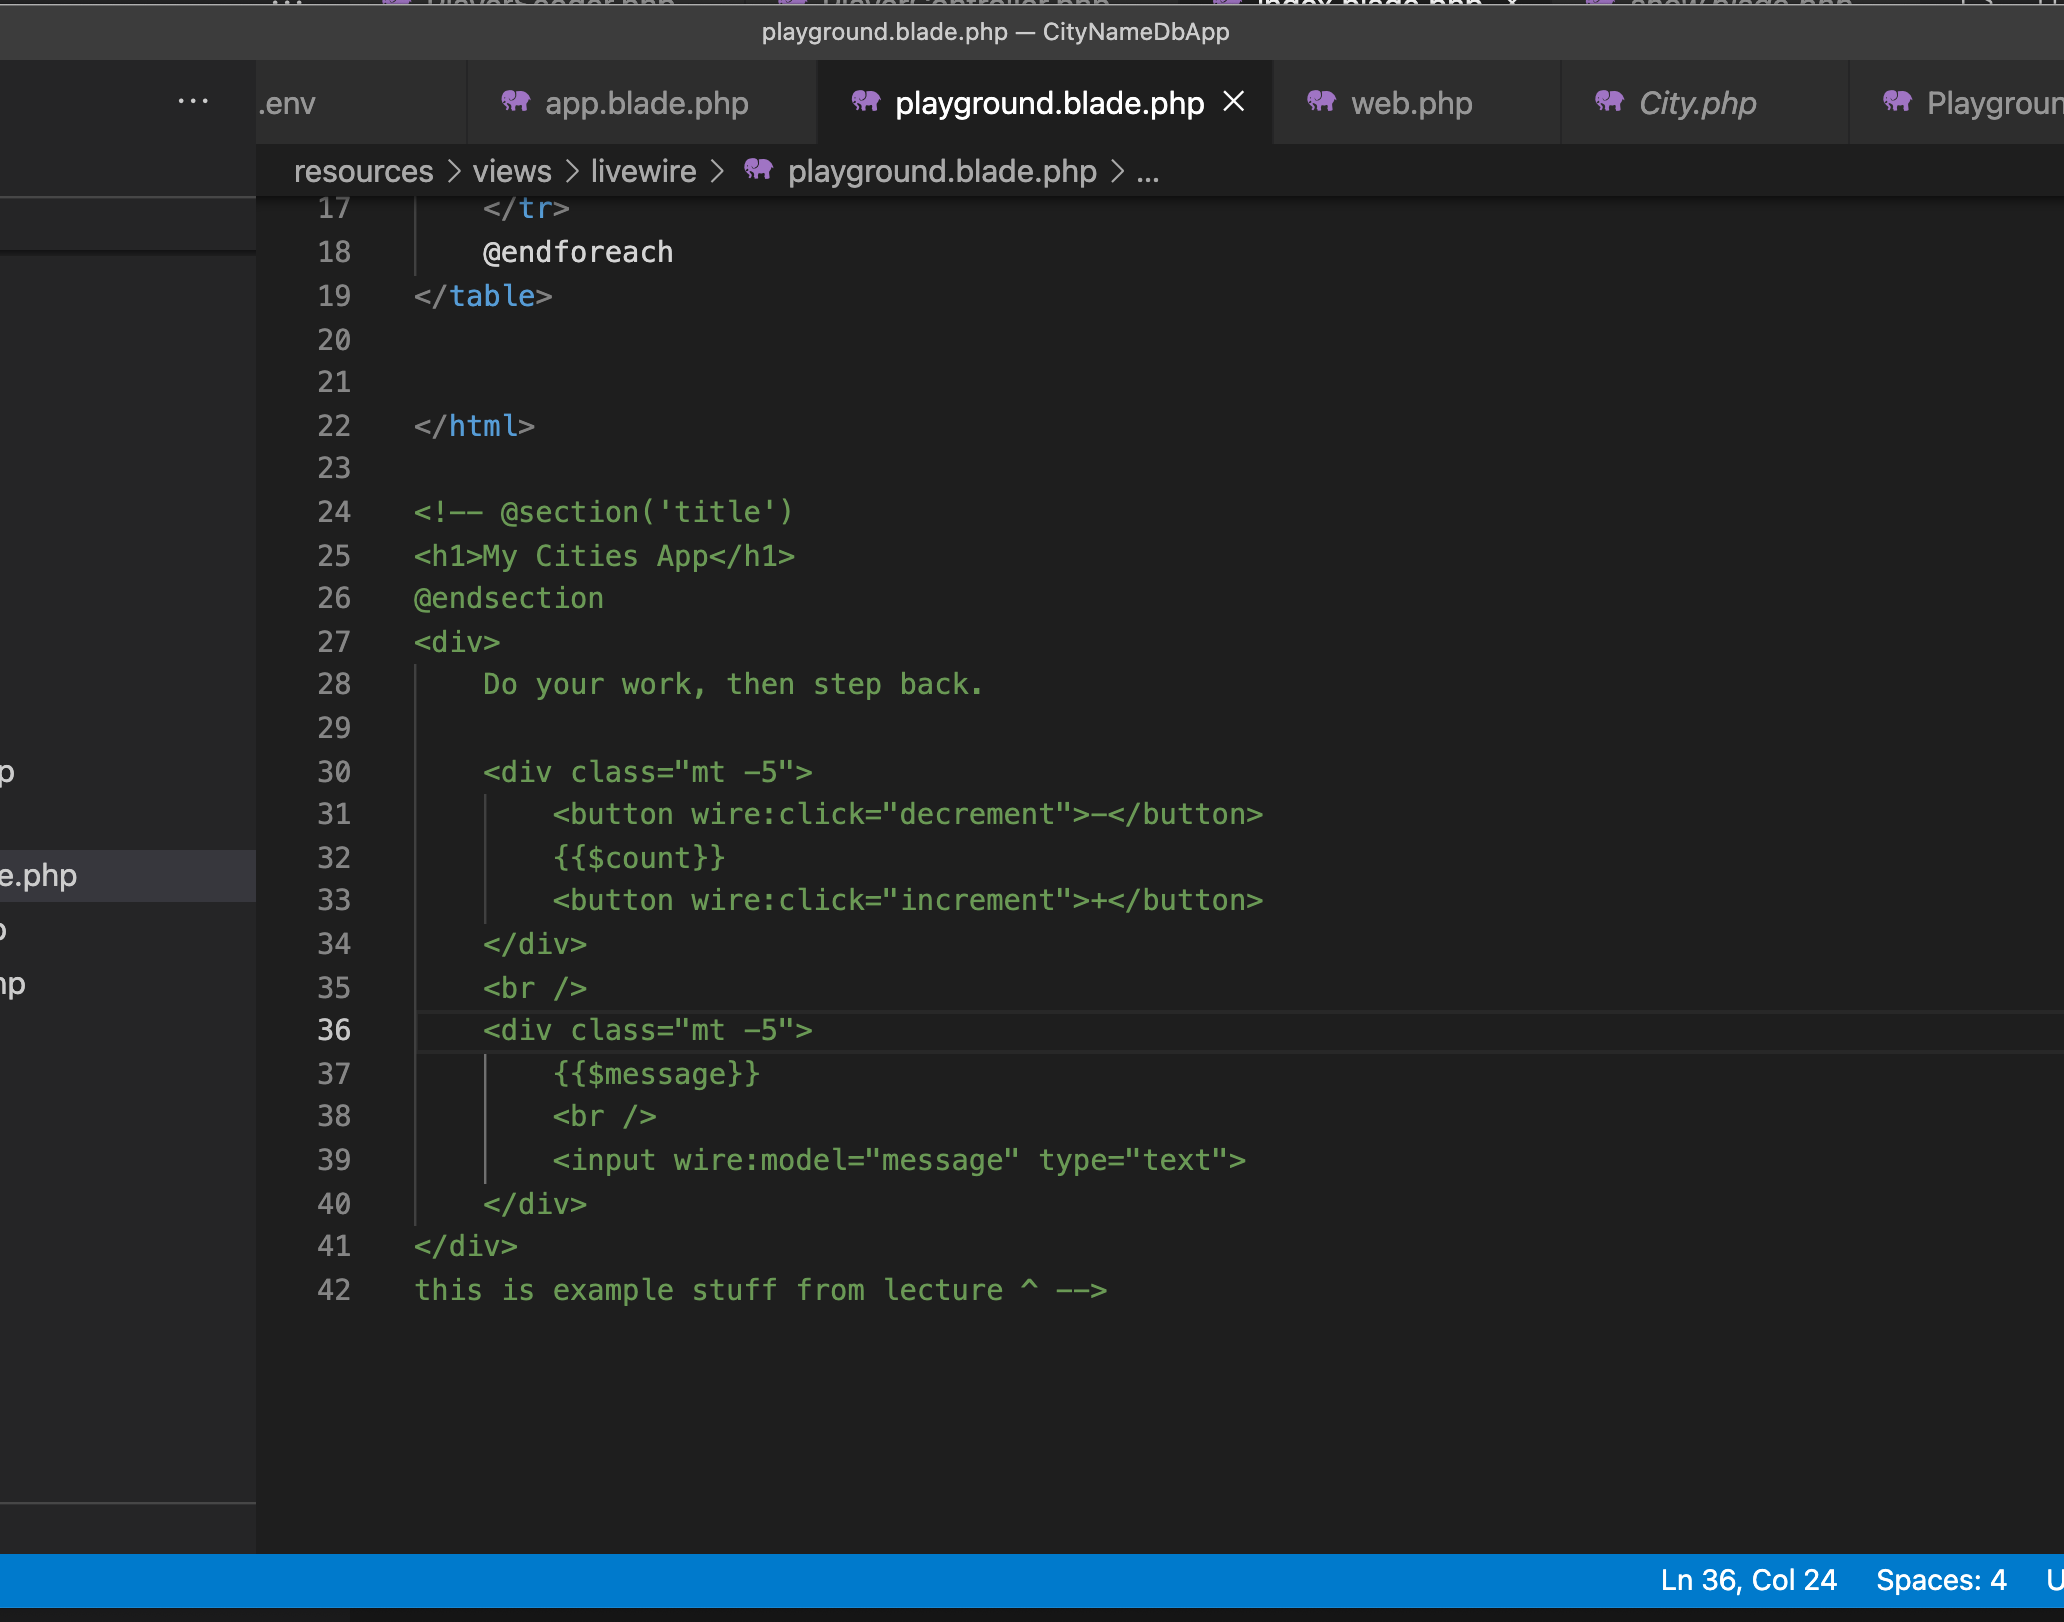 playground.blade.php — CityNameDbApp
... .env app.blade.php playground.blade.php × web.php City.php Playgroun
resources > views > livewire > playground.blade.php > ...
17 </tr>
18 @endforeach
19 </table>
20
21
22 </html>
23
24 <!-- @section('title')
25 <h1>My Cities App</h1>
26 @endsection
27 <div>
28 Do your work, then step back.
29
30 <div class="mt -5">
31 <button wire:click="decrement">-</button>
32 {{$count}}
33 <button wire:click="increment">+</button>
34 </div>
35 <br />
36 <div class="mt -5">
37 {{$message}}
38 <br />
39 <input wire:model="message" type="text">
40 </div>
41 </div>
42 this is example stuff from lecture ^ -->
p
e.php
p
Ln 36, Col 24 Spaces: 4